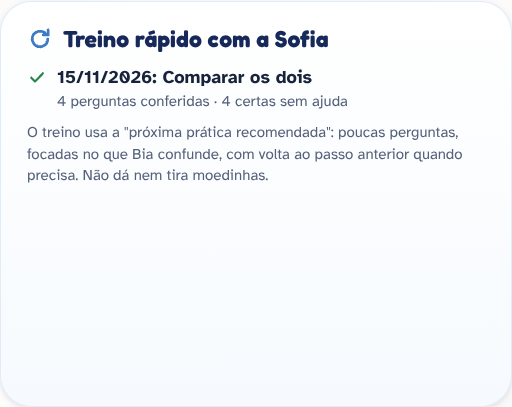 Treino rápido com a Sofia
15/11/2026: Comparar os dois
4 perguntas conferidas · 4 certas sem ajuda
O treino usa a "próxima prática recomendada": poucas perguntas,
focadas no que Bia confunde, com volta ao passo anterior quando
precisa. Não dá nem tira moedinhas.